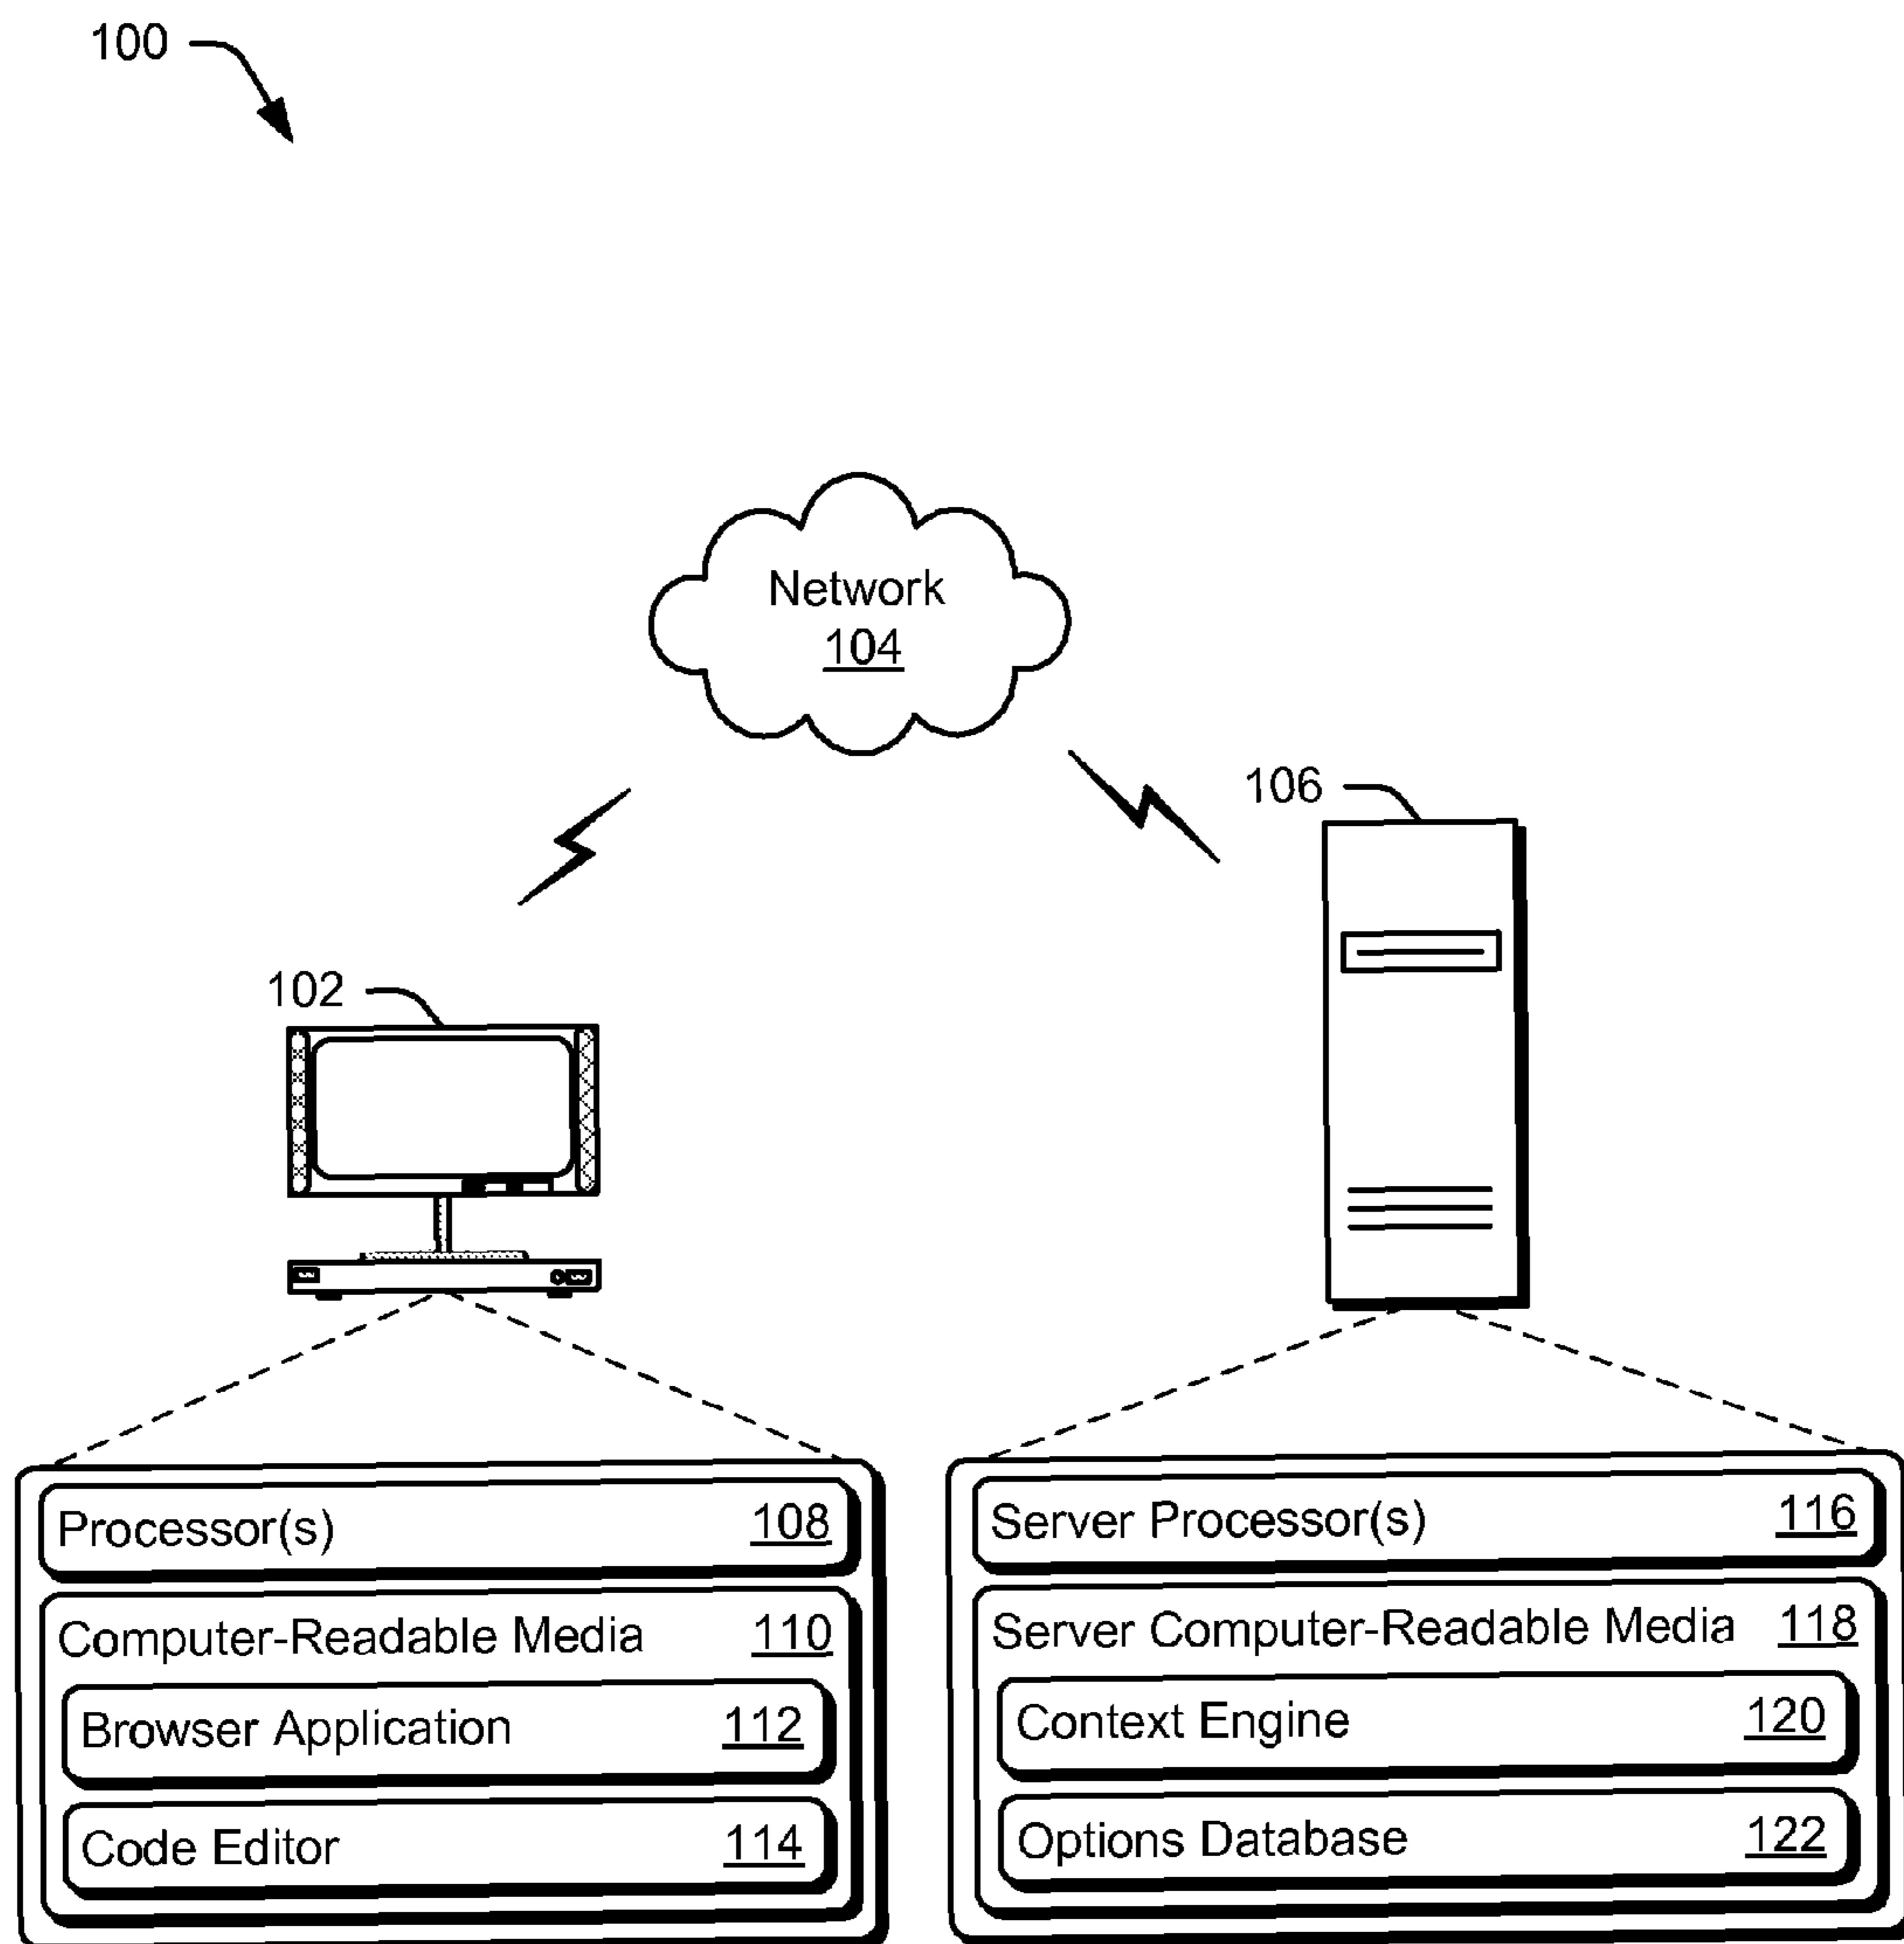 100
Network
104
106
102
Processor(s) 108
Computer-Readable Media 110
Browser Application 112
Code Editor 114
Server Processor(s) 116
Server Computer-Readable Media 118
Context Engine 120
Options Database 122